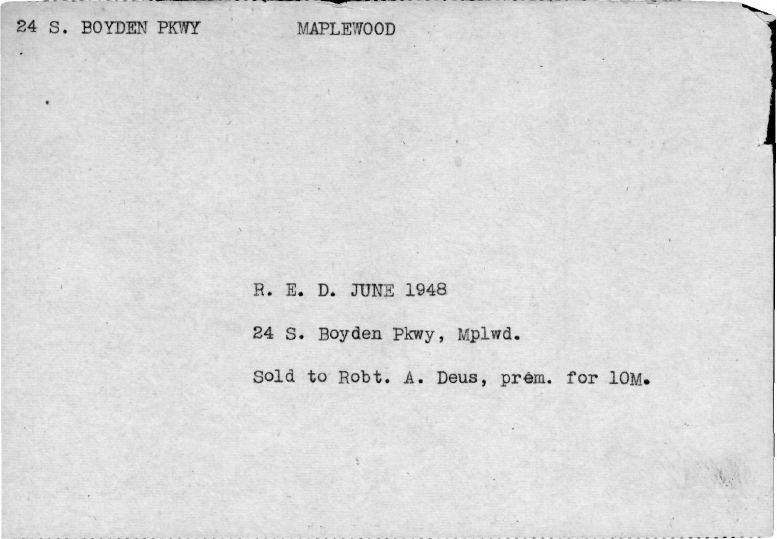 24 S. BOYDEN PKWY MAPLEWOOD
R. E. D. JUNE 1948
24 S. Boyden Pkwy, Mplwd.
Sold to Robt. A. Deus, prem. for 10M.